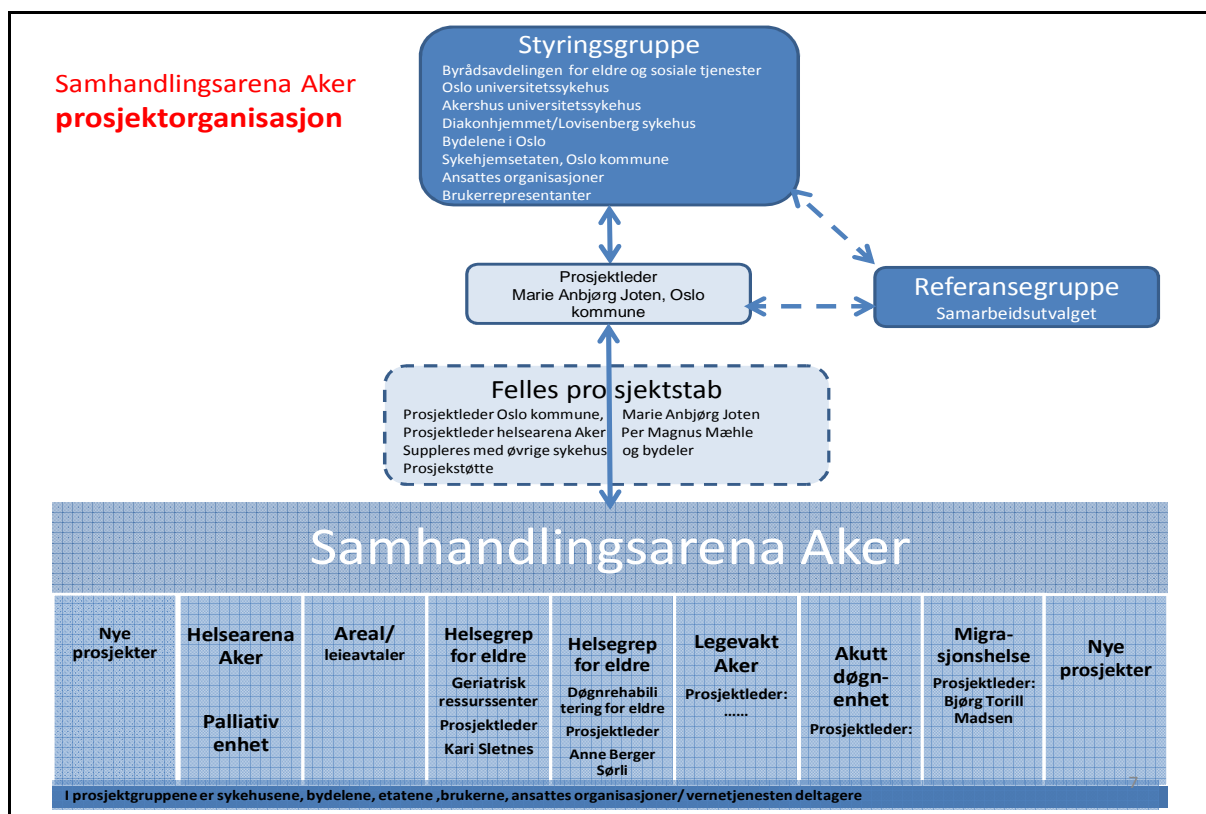 Samhandlingsarena Aker
prosjektorganisasjon
Styringsgruppe
Byrådsavdelingen for eldre og sosiale tjenester
Oslo universitetssykehus
Akershus universitetssykehus
Diakonhjemmet/Lovisenberg sykehus
Bydelene i Oslo
Sykehjemsetaten, Oslo kommune
Ansattes organisasjoner
Brukerrepresentanter
Prosjektleder
Marie Anbjørg Joten, Oslo
kommune
Referansegruppe
Samarbeidsutvalget
Felles prosjektstab
Prosjektleder Oslo kommune, Marie Anbjørg Joten
Prosjektleder helsearena Aker Per Magnus Mæhle
Suppleres med øvrige sykehus og bydeler
Prosjekstøtte
Samhandlingsarena Aker
Nye
prosjekter
Helsearena
Aker
Palliativ
enhet
Areal/
leieavtaler
Helsegrep
for eldre
Geriatrisk
ressurssenter
Prosjektleder
Kari Sletnes
Helsegrep
for eldre
Døgnrehabili
tering for eldre
Prosjektleder
Anne Berger
Sørli
Legevakt
Aker
Prosjektleder:
......
Akutt
døgn-
enhet
Prosjektleder:
Migra-
sjonshelse
Prosjektleder:
Bjørg Torill
Madsen
Nye
prosjekter
7
I prosjektgruppene er sykehusene, bydelene, etatene ,brukerne, ansattes organisasjoner/ vernetjenesten deltagere